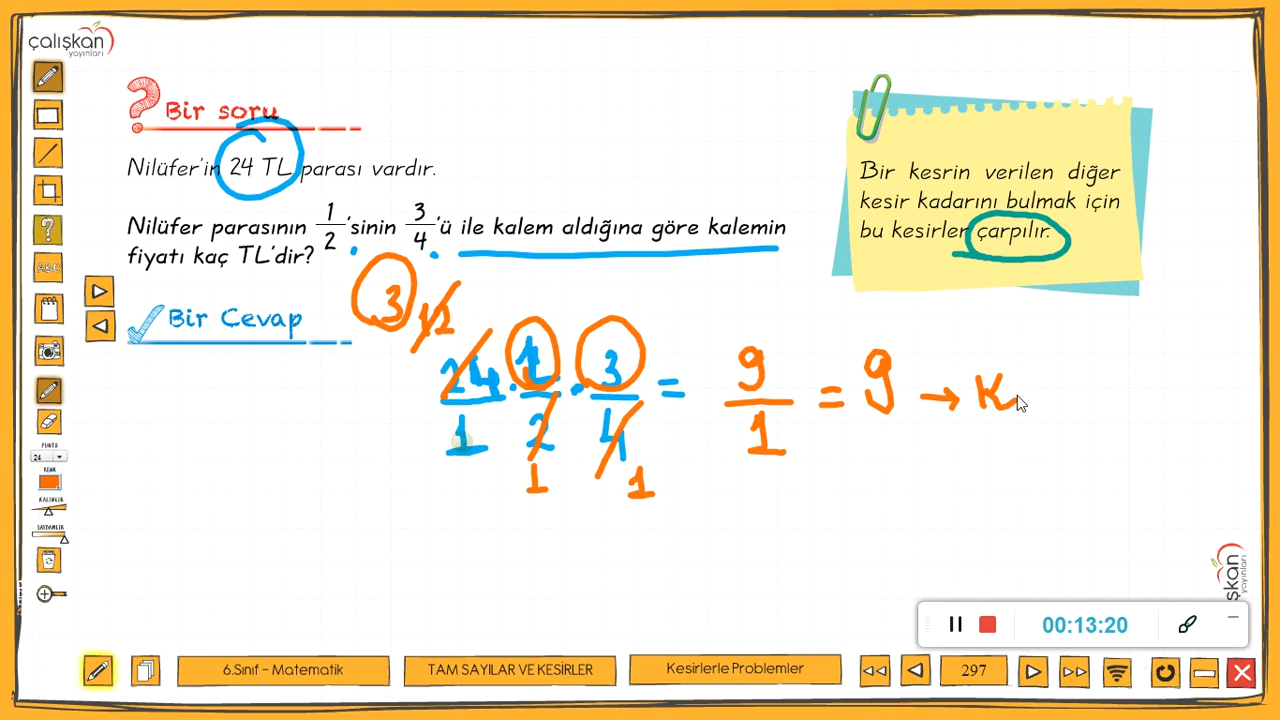 çalışkan
yayınları
? Bir soru
Nilüfer'in 24 TL parası vardır.
Nilüfer parasının 1/2 'sinin 3/4 'ü ile kalem aldığına göre kalemin
fiyatı kaç TL'dir?
Bir kesrin verilen diğer
kesir kadarını bulmak için
bu kesirler çarpılır.
Bir Cevap
3 12
24/1 · 1/2 · 3/4 = 9/1 = 9 → K
1 1
?
ABC
PUNTO
24
RENK
KALINLIK
SAYDAMLIK
çalışkan
yayınları
00:13:20
6.Sınıf - Matematik
TAM SAYILAR VE KESİRLER
Kesirlerle Problemler
297